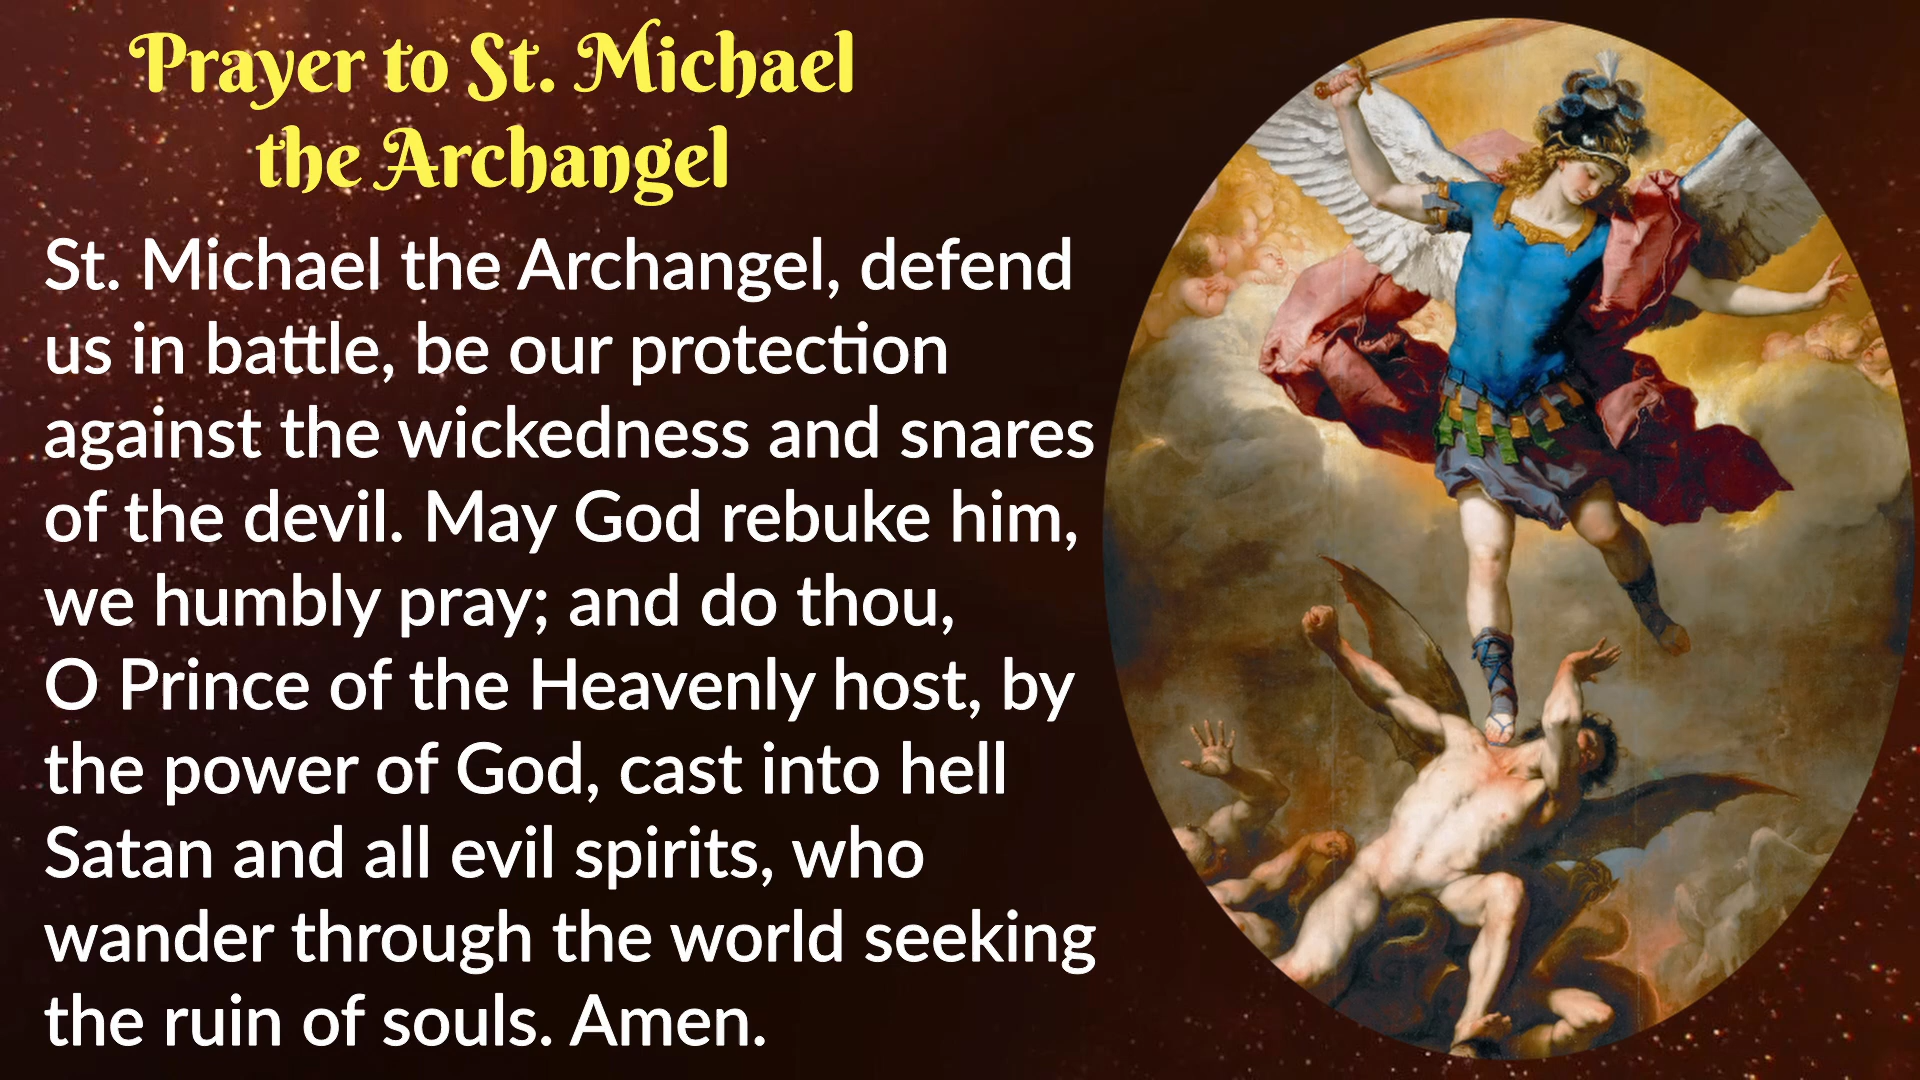 Prayer to St. Michael
the Archangel
St. Michael the Archangel, defend
us in battle, be our protection
against the wickedness and snares
of the devil. May God rebuke him,
we humbly pray; and do thou,
O Prince of the Heavenly host, by
the power of God, cast into hell
Satan and all evil spirits, who
wander through the world seeking
the ruin of souls. Amen.